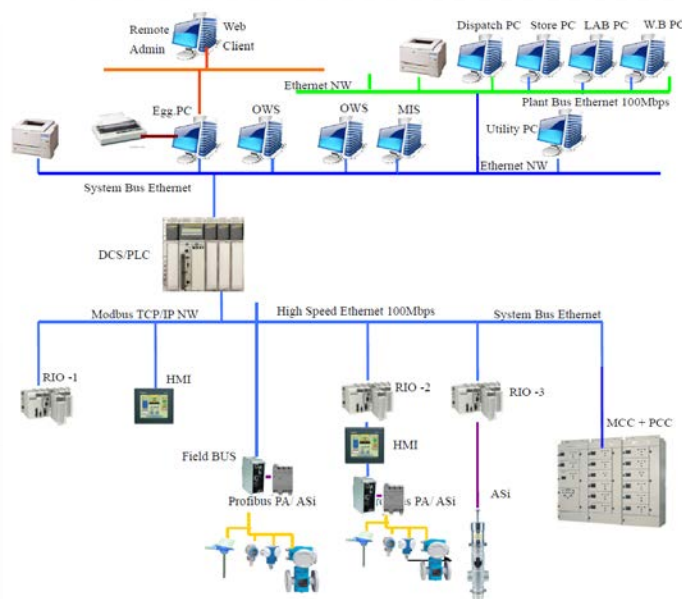 Remote Web
Admin Client
Dispatch PC Store PC LAB PC W.B PC
Ethernet NW
Plant Bus Ethernet 100Mbps
Egg.PC OWS OWS MIS Utility PC
Ethernet NW
System Bus Ethernet
DCS/PLC
Modbus TCP/IP NW High Speed Ethernet 100Mbps System Bus Ethernet
RIO -1 HMI RIO -2 RIO -3
MCC + PCC
HMI
Field BUS
Profibus PA/ ASi s PA/ ASi ASi